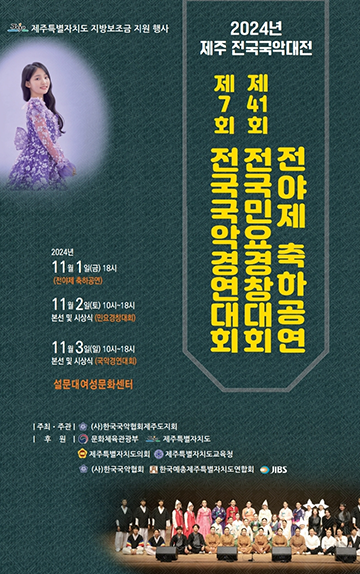 제주특별자치도 지방보조금 지원 행사
2024년
제주 전국국악대전
전야제 축하공연
제41회 전국민요경창대회
제7회 전국국악경연대회
2024년
11월 1일(금) 18시
(전야제 축하공연)
11월 2일(토) 10시~18시
본선 및 시상식 (민요경창대회)
11월 3일(일) 10시~18시
본선 및 시상식 (국악경연대회)
설문대여성문화센터
| 주최·주관 | (사)한국국악협회제주도지회
| 후 원 | 문화체육관광부 제주특별자치도
제주특별자치도의회 제주특별자치도교육청
(사)한국국악협회 한국예총제주특별자치도연합회 JIBS